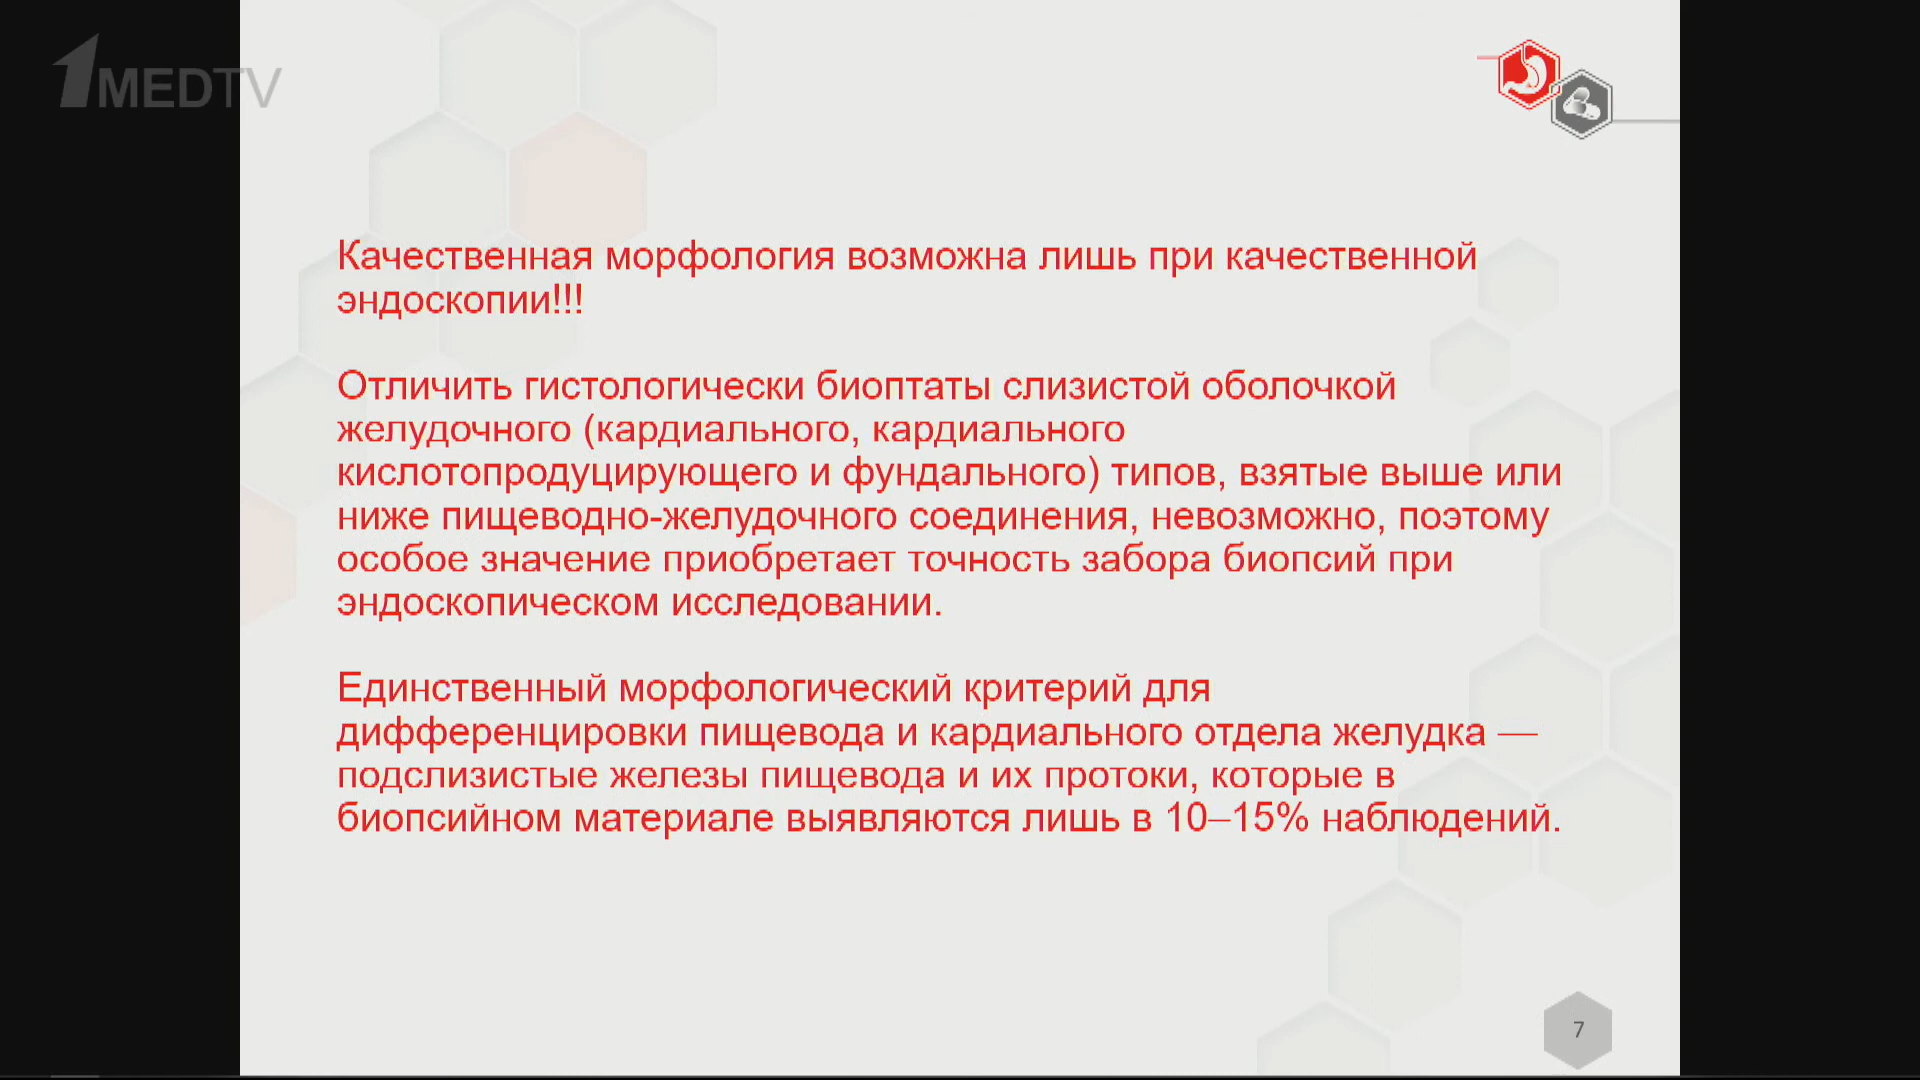 1MEDTV
Качественная морфология возможна лишь при качественной
эндоскопии!!!
Отличить гистологически биоптаты слизистой оболочкой
желудочного (кардиального, кардиального
кислотопродуцирующего и фундального) типов, взятые выше или
ниже пищеводно-желудочного соединения, невозможно, поэтому
особое значение приобретает точность забора биопсий при
эндоскопическом исследовании.
Единственный морфологический критерий для
дифференцировки пищевода и кардиального отдела желудка —
подслизистые железы пищевода и их протоки, которые в
биопсийном материале выявляются лишь в 10–15% наблюдений.
7